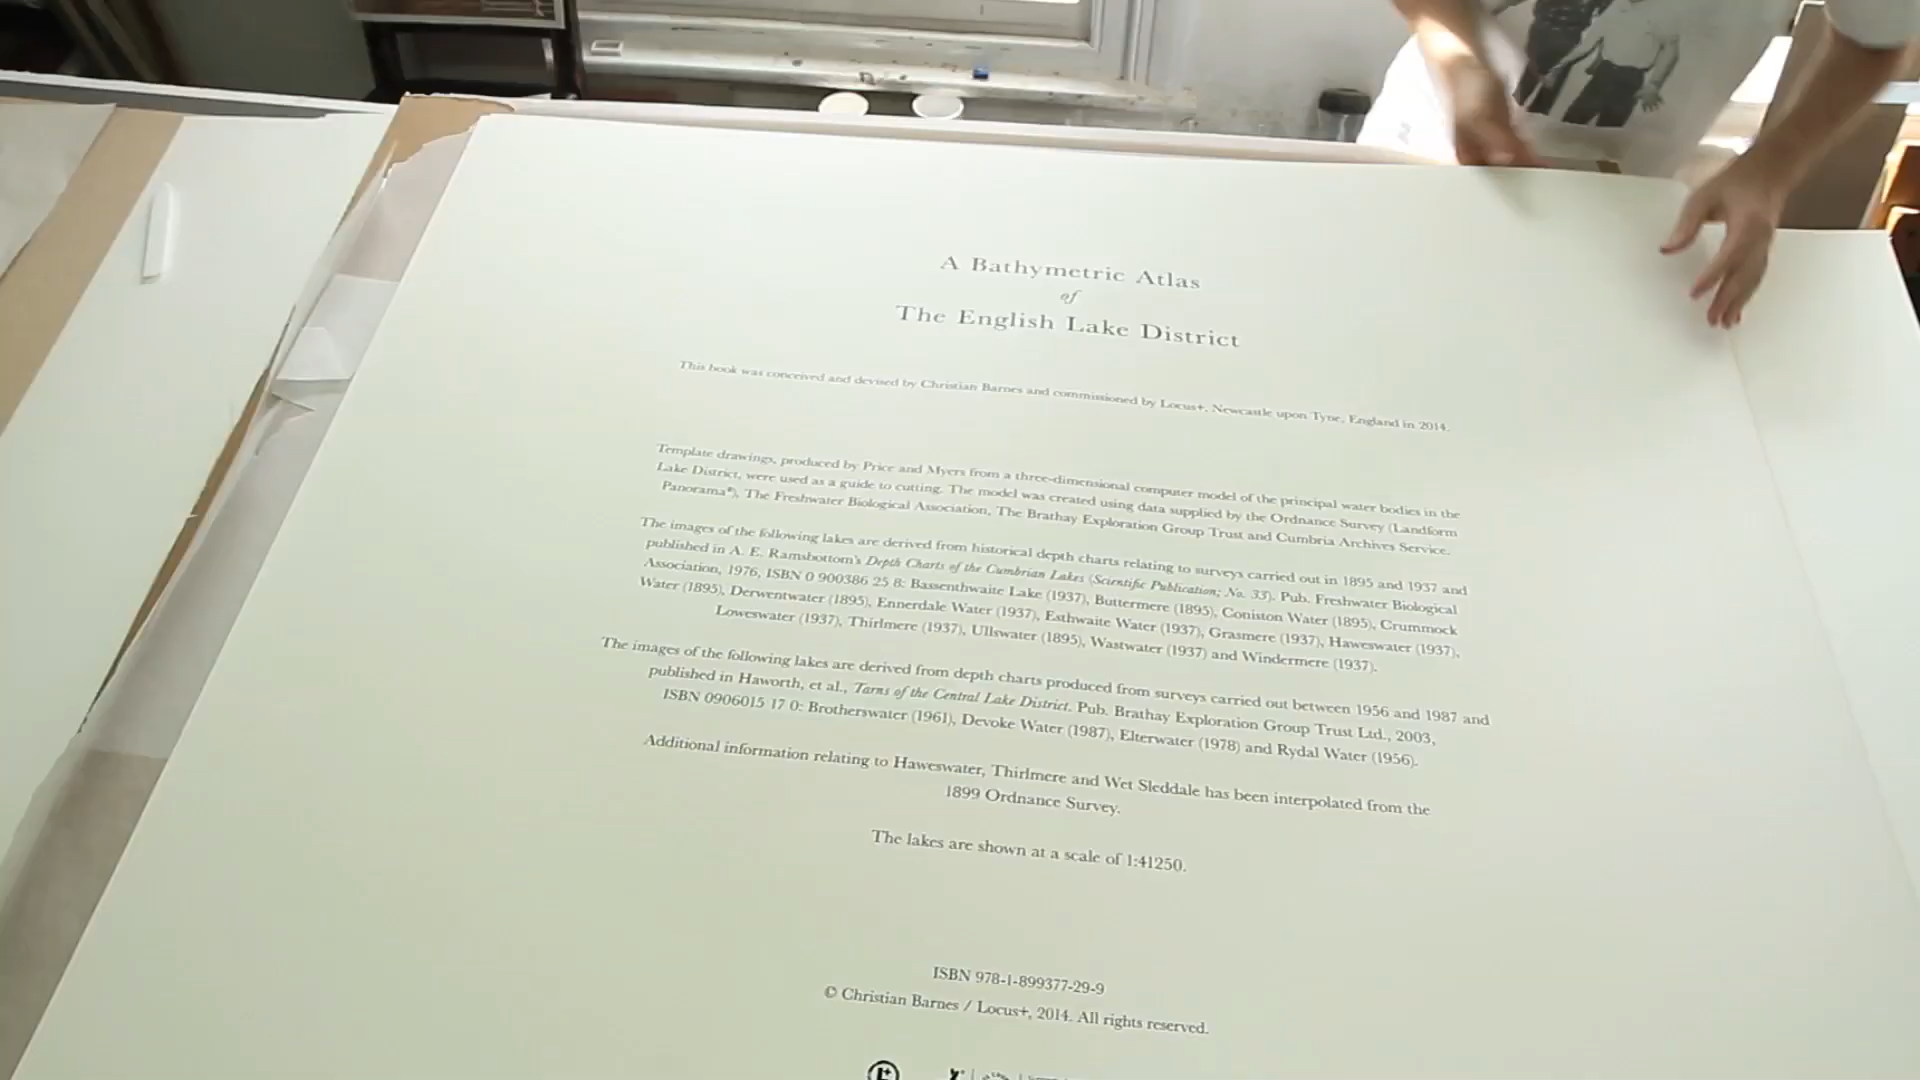 A Bathymetric Atlas
of
The English Lake District
This book was conceived and devised by Christian Barnes and commissioned by Locus+, Newcastle upon Tyne, England in 2014.
Template drawings, produced by Price and Myers from a three-dimensional computer model of the principal water bodies in the
Lake District, were used as a guide to cutting. The model was created using data supplied by the Ordnance Survey (Landform
Panorama®), The Freshwater Biological Association, The Brathay Exploration Group Trust and Cumbria Archives Service.
The images of the following lakes are derived from historical depth charts relating to surveys carried out in 1895 and 1937 and
published in A. E. Ramsbottom's Depth Charts of the Cumbrian Lakes (Scientific Publication; No. 33). Pub. Freshwater Biological
Association, 1976, ISBN 0 900386 25 8: Bassenthwaite Lake (1937), Buttermere (1895), Coniston Water (1895), Crummock
Water (1895), Derwentwater (1895), Ennerdale Water (1937), Esthwaite Water (1937), Grasmere (1937), Haweswater (1937),
Loweswater (1937), Thirlmere (1937), Ullswater (1895), Wastwater (1937) and Windermere (1937).
The images of the following lakes are derived from depth charts produced from surveys carried out between 1956 and 1987 and
published in Haworth, et al., Tarns of the Central Lake District. Pub. Brathay Exploration Group Trust Ltd., 2003,
ISBN 0906015 17 0: Brotherswater (1961), Devoke Water (1987), Elterwater (1978) and Rydal Water (1956).
Additional information relating to Haweswater, Thirlmere and Wet Sleddale has been interpolated from the
1899 Ordnance Survey.
The lakes are shown at a scale of 1:41250.
ISBN 978-1-899377-29-9
© Christian Barnes / Locus+, 2014. All rights reserved.